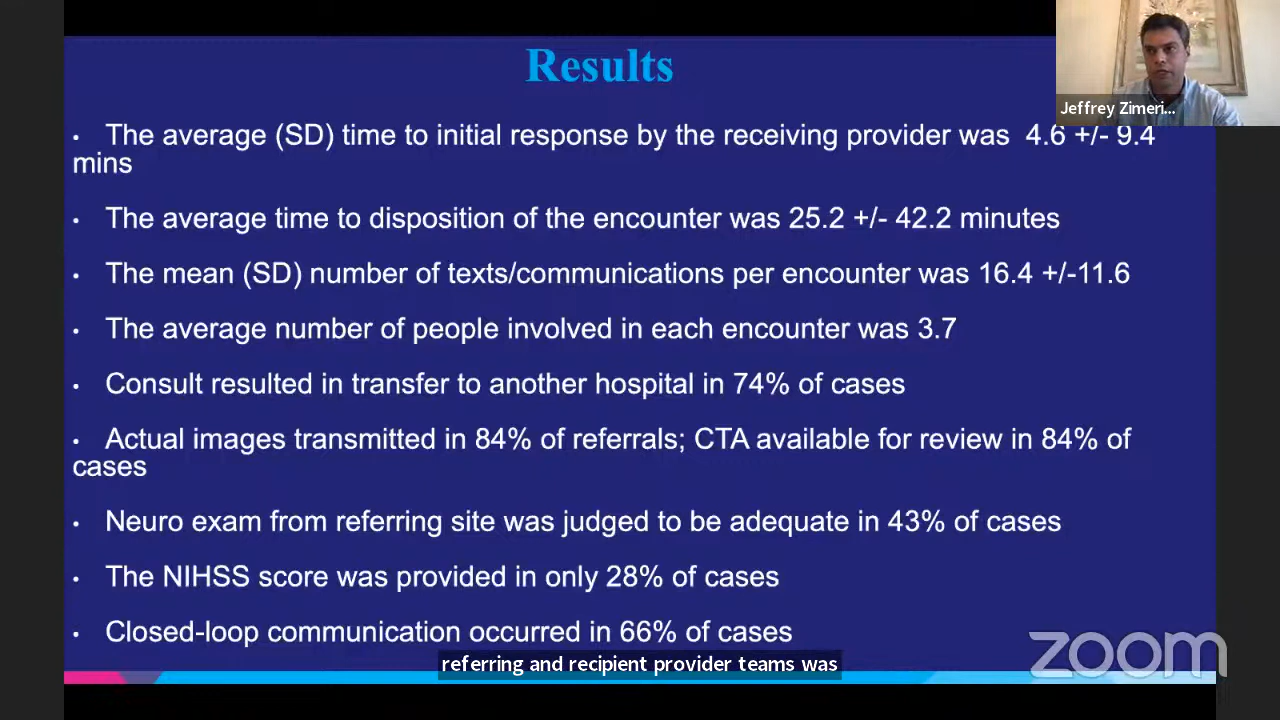 Results
Jeffrey Zimeri...
• The average (SD) time to initial response by the receiving provider was 4.6 +/- 9.4
mins
• The average time to disposition of the encounter was 25.2 +/- 42.2 minutes
• The mean (SD) number of texts/communications per encounter was 16.4 +/-11.6
• The average number of people involved in each encounter was 3.7
• Consult resulted in transfer to another hospital in 74% of cases
• Actual images transmitted in 84% of referrals; CTA available for review in 84% of
cases
• Neuro exam from referring site was judged to be adequate in 43% of cases
• The NIHSS score was provided in only 28% of cases
• Closed-loop communication occurred in 66% of cases
referring and recipient provider teams was
zoom